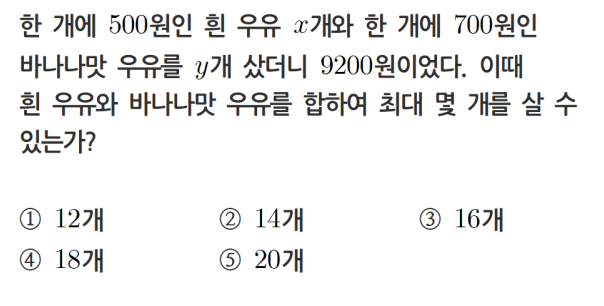 한 개에 500원인 흰 우유 x개와 한 개에 700원인
바나나맛 우유를 y개 샀더니 9200원이었다. 이때
흰 우유와 바나나맛 우유를 합하여 최대 몇 개를 살 수
있는가?
① 12개 ② 14개 ③ 16개
④ 18개 ⑤ 20개